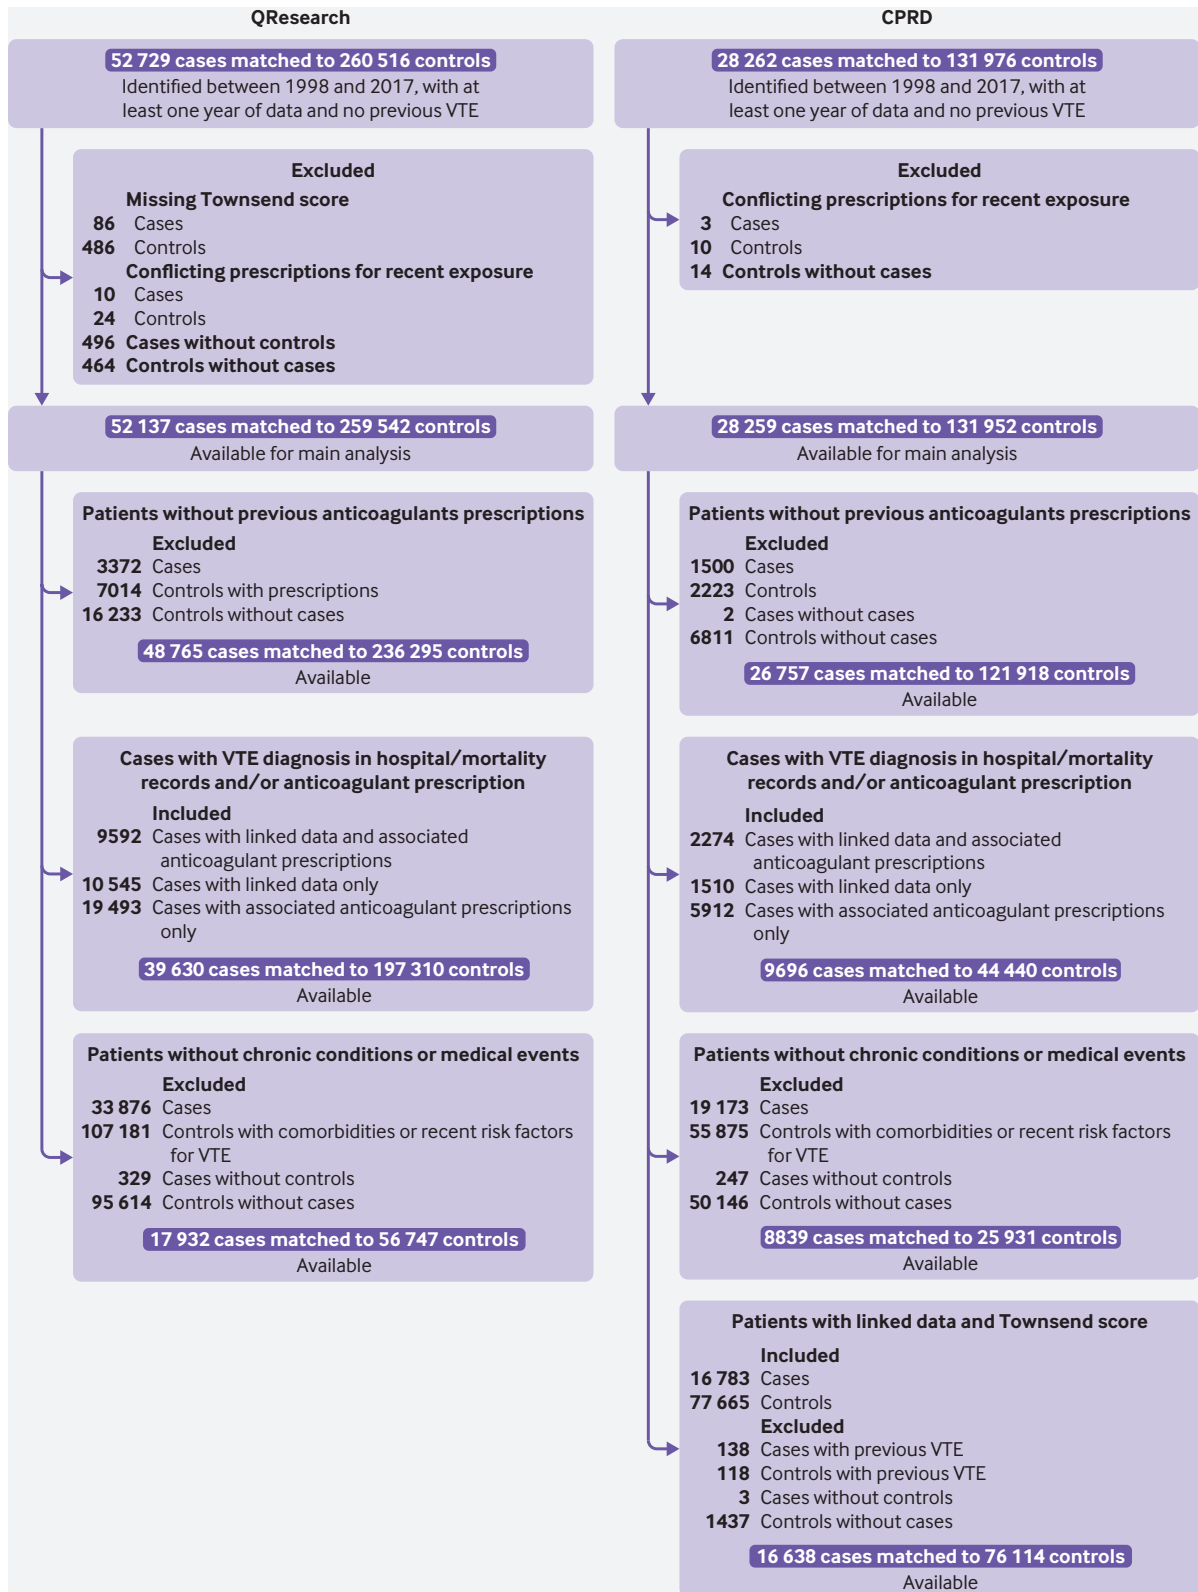 QResearch
52 729 cases matched to 260 516 controls
Identified between 1998 and 2017, with at
least one year of data and no previous VTE
Excluded
Missing Townsend score
86 Cases
486 Controls
Conflicting prescriptions for recent exposure
10 Cases
24 Controls
496 Cases without controls
464 Controls without cases
52 137 cases matched to 259 542 controls
Available for main analysis
Patients without previous anticoagulants prescriptions
Excluded
3372 Cases
7014 Controls with prescriptions
16 233 Controls without cases
48 765 cases matched to 236 295 controls
Available
Cases with VTE diagnosis in hospital/mortality
records and/or anticoagulant prescription
Included
9592 Cases with linked data and associated
anticoagulant prescriptions
10 545 Cases with linked data only
19 493 Cases with associated anticoagulant prescriptions
only
39 630 cases matched to 197 310 controls
Available
Patients without chronic conditions or medical events
Excluded
33 876 Cases
107 181 Controls with comorbidities or recent risk factors
for VTE
329 Cases without controls
95 614 Controls without cases
17 932 cases matched to 56 747 controls
Available
CPRD
28 262 cases matched to 131 976 controls
Identified between 1998 and 2017, with at
least one year of data and no previous VTE
Excluded
Conflicting prescriptions for recent exposure
3 Cases
10 Controls
14 Controls without cases
28 259 cases matched to 131 952 controls
Available for main analysis
Patients without previous anticoagulants prescriptions
Excluded
1500 Cases
2223 Controls
2 Cases without cases
6811 Controls without cases
26 757 cases matched to 121 918 controls
Available
Cases with VTE diagnosis in hospital/mortality
records and/or anticoagulant prescription
Included
2274 Cases with linked data and associated
anticoagulant prescriptions
1510 Cases with linked data only
5912 Cases with associated anticoagulant prescriptions
only
9696 cases matched to 44 440 controls
Available
Patients without chronic conditions or medical events
Excluded
19 173 Cases
55 875 Controls with comorbidities or recent risk factors
for VTE
247 Cases without controls
50 146 Controls without cases
8839 cases matched to 25 931 controls
Available
Patients with linked data and Townsend score
Included
16 783 Cases
77 665 Controls
Excluded
138 Cases with previous VTE
118 Controls with previous VTE
3 Cases without controls
1437 Controls without cases
16 638 cases matched to 76 114 controls
Available